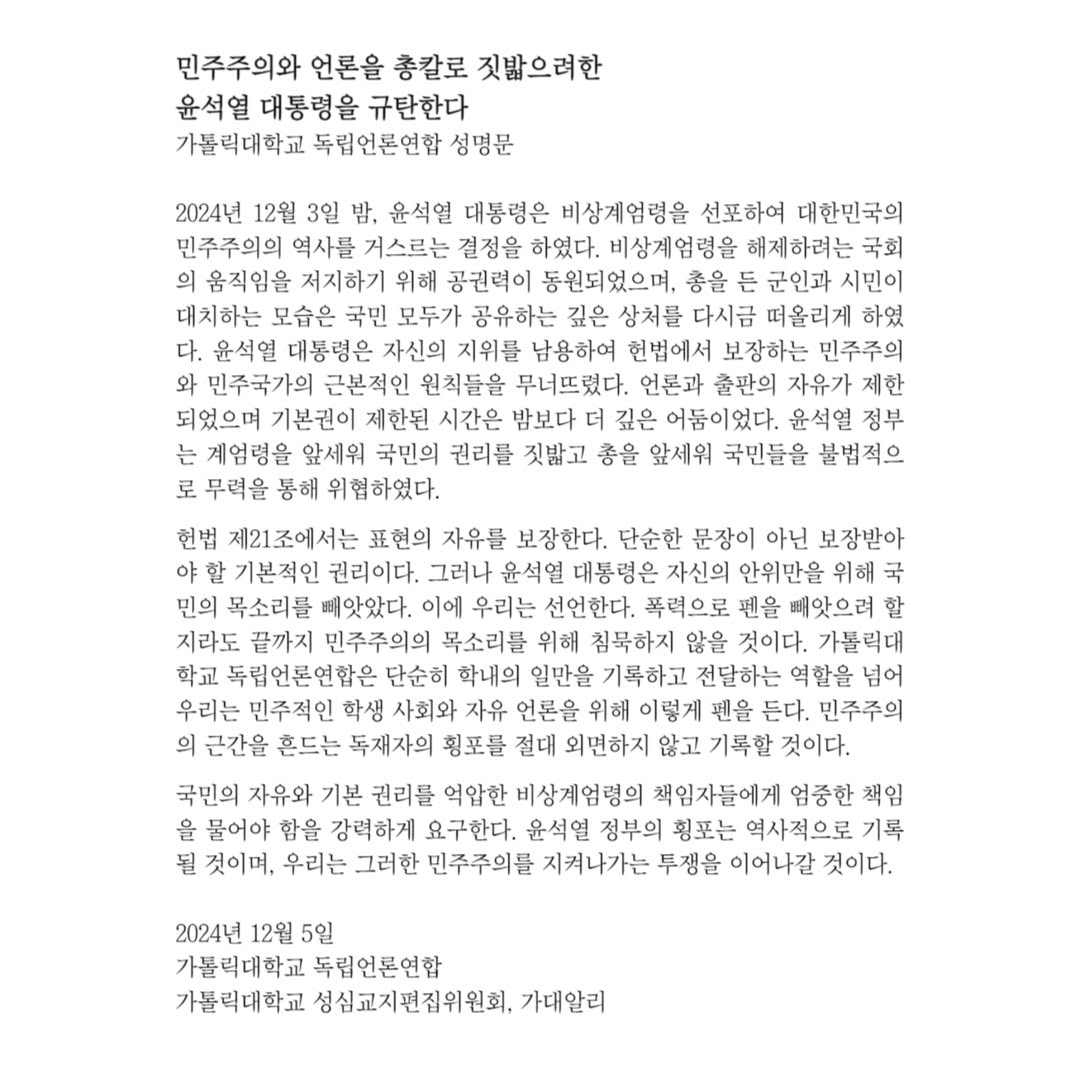 민주주의와 언론을 총칼로 짓밟으려한
윤석열 대통령을 규탄한다
가톨릭대학교 독립언론연합 성명문
2024년 12월 3일 밤, 윤석열 대통령은 비상계엄령을 선포하여 대한민국의
민주주의의 역사를 거스르는 결정을 하였다. 비상계엄령을 해제하려는 국회
의 움직임을 저지하기 위해 공권력이 동원되었으며, 총을 든 군인과 시민이
대치하는 모습은 국민 모두가 공유하는 깊은 상처를 다시금 떠올리게 하였
다. 윤석열 대통령은 자신의 지위를 남용하여 헌법에서 보장하는 민주주의
와 민주국가의 근본적인 원칙들을 무너뜨렸다. 언론과 출판의 자유가 제한
되었으며 기본권이 제한된 시간은 밤보다 더 깊은 어둠이었다. 윤석열 정부
는 계엄령을 앞세워 국민의 권리를 짓밟고 총을 앞세워 국민들을 불법적으
로 무력을 통해 위협하였다.
헌법 제21조에서는 표현의 자유를 보장한다. 단순한 문장이 아닌 보장받아
야 할 기본적인 권리이다. 그러나 윤석열 대통령은 자신의 안위만을 위해 국
민의 목소리를 빼앗았다. 이에 우리는 선언한다. 폭력으로 펜을 빼앗으려 할
지라도 끝까지 민주주의의 목소리를 위해 침묵하지 않을 것이다. 가톨릭대
학교 독립언론연합은 단순히 학내의 일만을 기록하고 전달하는 역할을 넘어
우리는 민주적인 학생 사회와 자유 언론을 위해 이렇게 펜을 든다. 민주주의
의 근간을 흔드는 독재자의 횡포를 절대 외면하지 않고 기록할 것이다.
국민의 자유와 기본 권리를 억압한 비상계엄령의 책임자들에게 엄중한 책임
을 물어야 함을 강력하게 요구한다. 윤석열 정부의 횡포는 역사적으로 기록
될 것이며, 우리는 그러한 민주주의를 지켜나가는 투쟁을 이어나갈 것이다.
2024년 12월 5일
가톨릭대학교 독립언론연합
가톨릭대학교 성심교지편집위원회, 가대알리